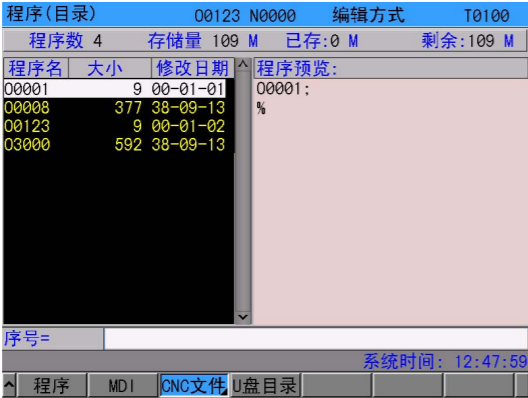 程序(目录) O0123 N0000 编辑方式 T0100
程序数 4 存储量 109 M 已存:0 M 剩余:109 M
程序名 大小 修改日期 程序预览:
O0001 9 00-01-01 O0001;
O0008 377 38-09-13 %
O0123 9 00-01-02
O3000 592 38-09-13
序号=
系统时间: 12:47:59
程序 MDI CNC文件 U盘目录